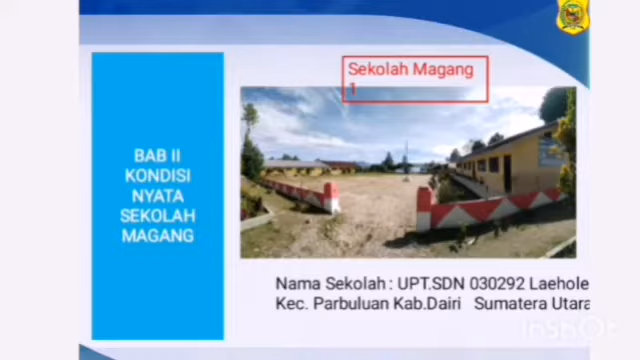 Sekolah Magang
1
BAB II
KONDISI
NYATA
SEKOLAH
MAGANG
Nama Sekolah : UPT.SDN 030292 Laehole
Kec. Parbuluan Kab.Dairi Sumatera Utara
InShOt